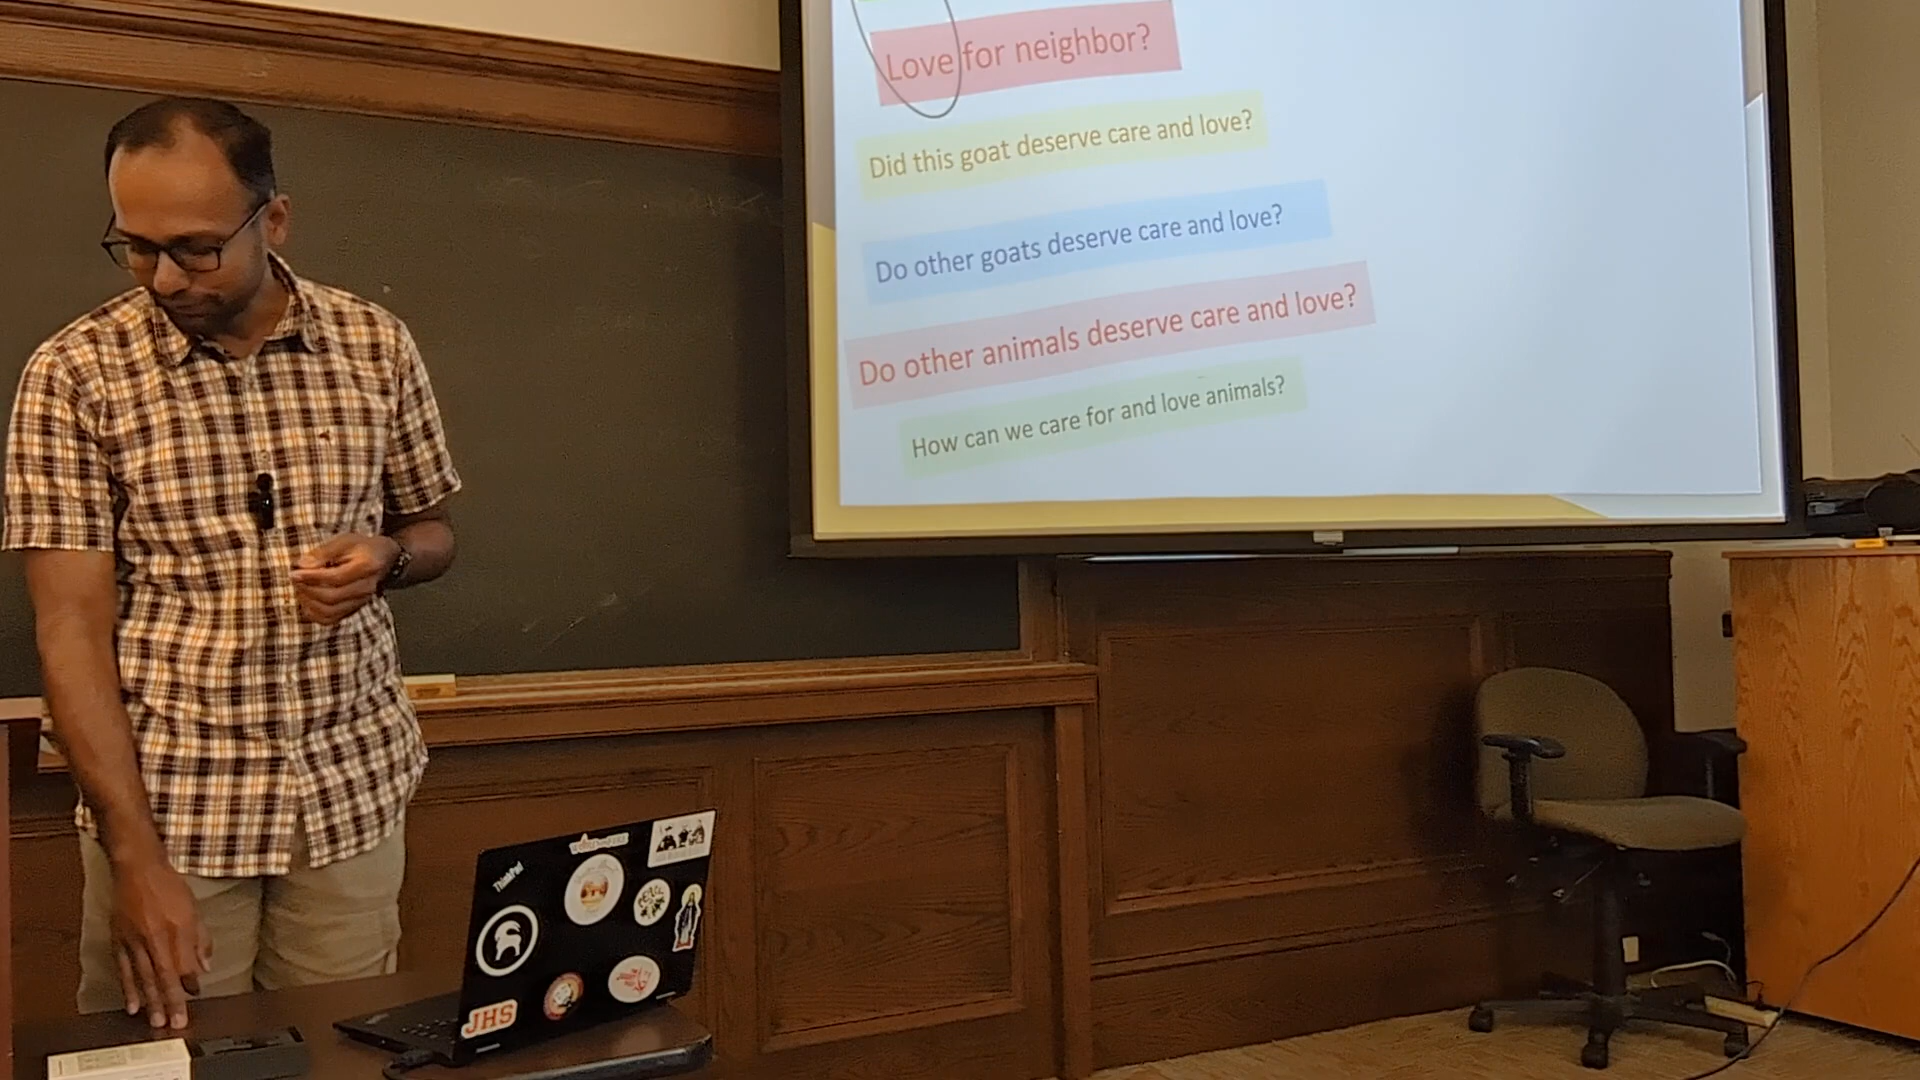 Love for neighbor?
Did this goat deserve care and love?
Do other goats deserve care and love?
Do other animals deserve care and love?
How can we care for and love animals?
ThinkPad
JHS